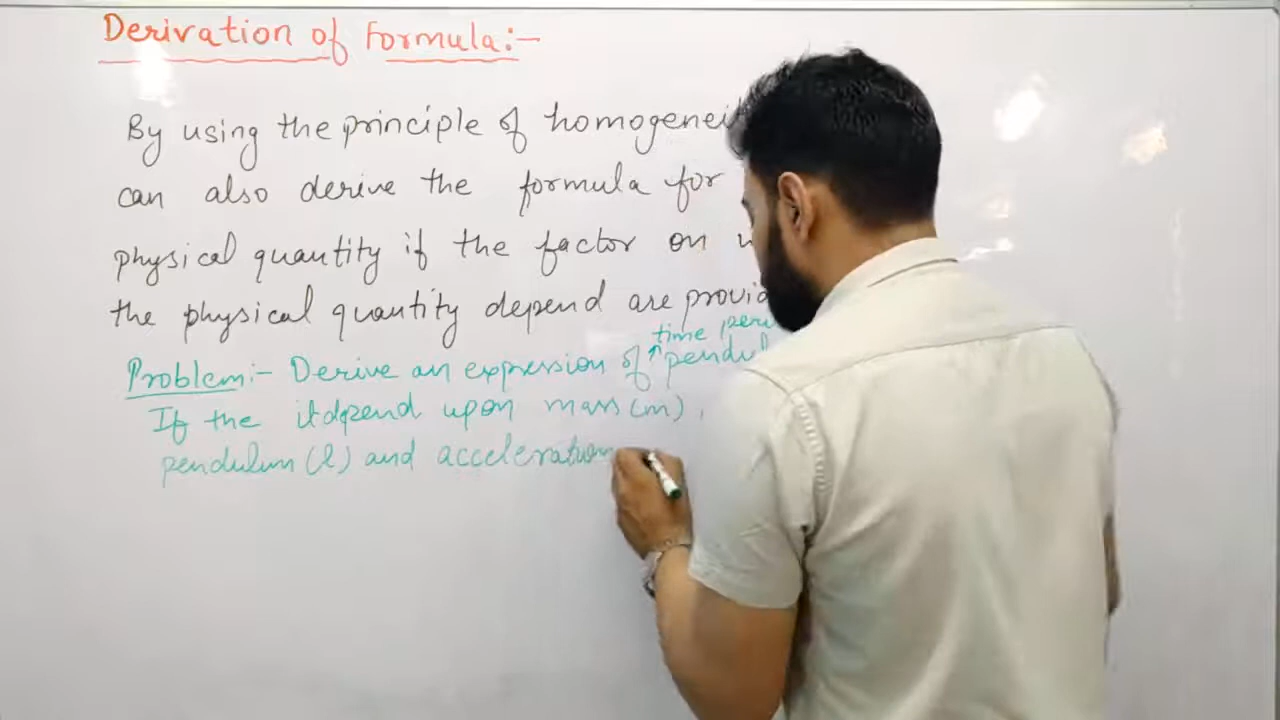 Derivation of Formula:-
By using the principle of homogenei
can also derive the formula for
physical quantity if the factor on
the physical quantity depend are provid
time peri
Problem:- Derive an expression of pendul
If the itdepend upon mass (m),
pendulum (l) and acceleration